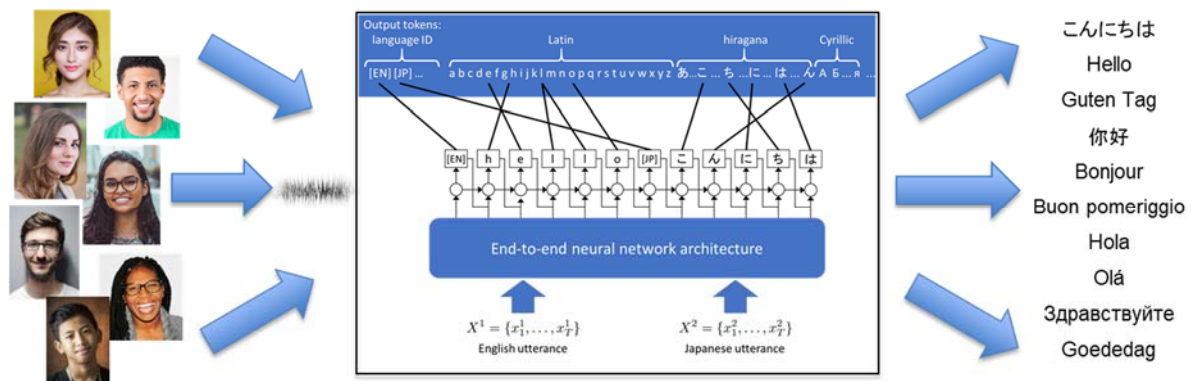 Output tokens:
language ID
Latin
hiragana
Cyrillic
[EN] [JP] ...
a b c d e f g h i j k l m n o p q r s t u v w x y z
あ...こ ... ち ...に ... は ... ん
А Б ... я ...
[EN] h e l l o [JP] こ ん に ち は
End-to-end neural network architecture
X¹ = {x¹₁, . . . , x¹_T}
English utterance
X² = {x²₁, . . . , x²_T}
Japanese utterance
こんにちは
Hello
Guten Tag
你好
Bonjour
Buon pomeriggio
Hola
Olá
Здравствуйте
Goededag